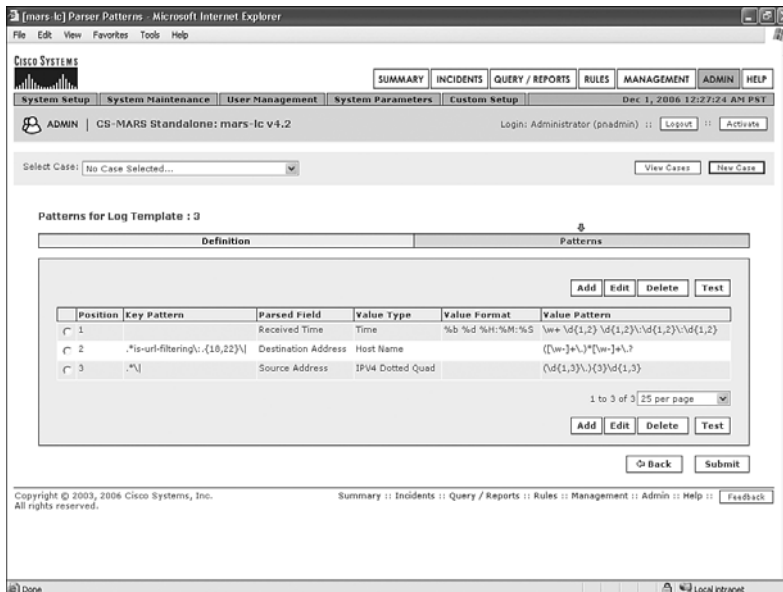 [mars-lc] Parser Patterns - Microsoft Internet Explorer
File Edit View Favorites Tools Help
CISCO SYSTEMS
SUMMARY INCIDENTS QUERY / REPORTS RULES MANAGEMENT ADMIN HELP
System Setup System Maintenance User Management System Parameters Custom Setup Dec 1, 2006 12:27:24 AM PST
ADMIN | CS-MARS Standalone: mars-lc v4.2 Login: Administrator (pnadmin) :: Logout :: Activate
Select Case: No Case Selected... View Cases New Case
Patterns for Log Template : 3
Definition Patterns
Add Edit Delete Test
Position Key Pattern Parsed Field Value Type Value Format Value Pattern
1 Received Time Time %b %d %H:%M:%S \w+ \d{1,2} \d{1,2}\:\d{1,2}\:\d{1,2}
2 .*is-url-filtering\:.{18,22}\| Destination Address Host Name ([\w-]+\.)*[\w-]+\.?
3 .*\| Source Address IPV4 Dotted Quad (\d{1,3}\.){3}\d{1,3}
1 to 3 of 3 25 per page
Add Edit Delete Test
Back Submit
Copyright © 2003, 2006 Cisco Systems, Inc. Summary :: Incidents :: Query / Reports :: Rules :: Management :: Admin :: Help :: Feedback
All rights reserved.
Done Local intranet